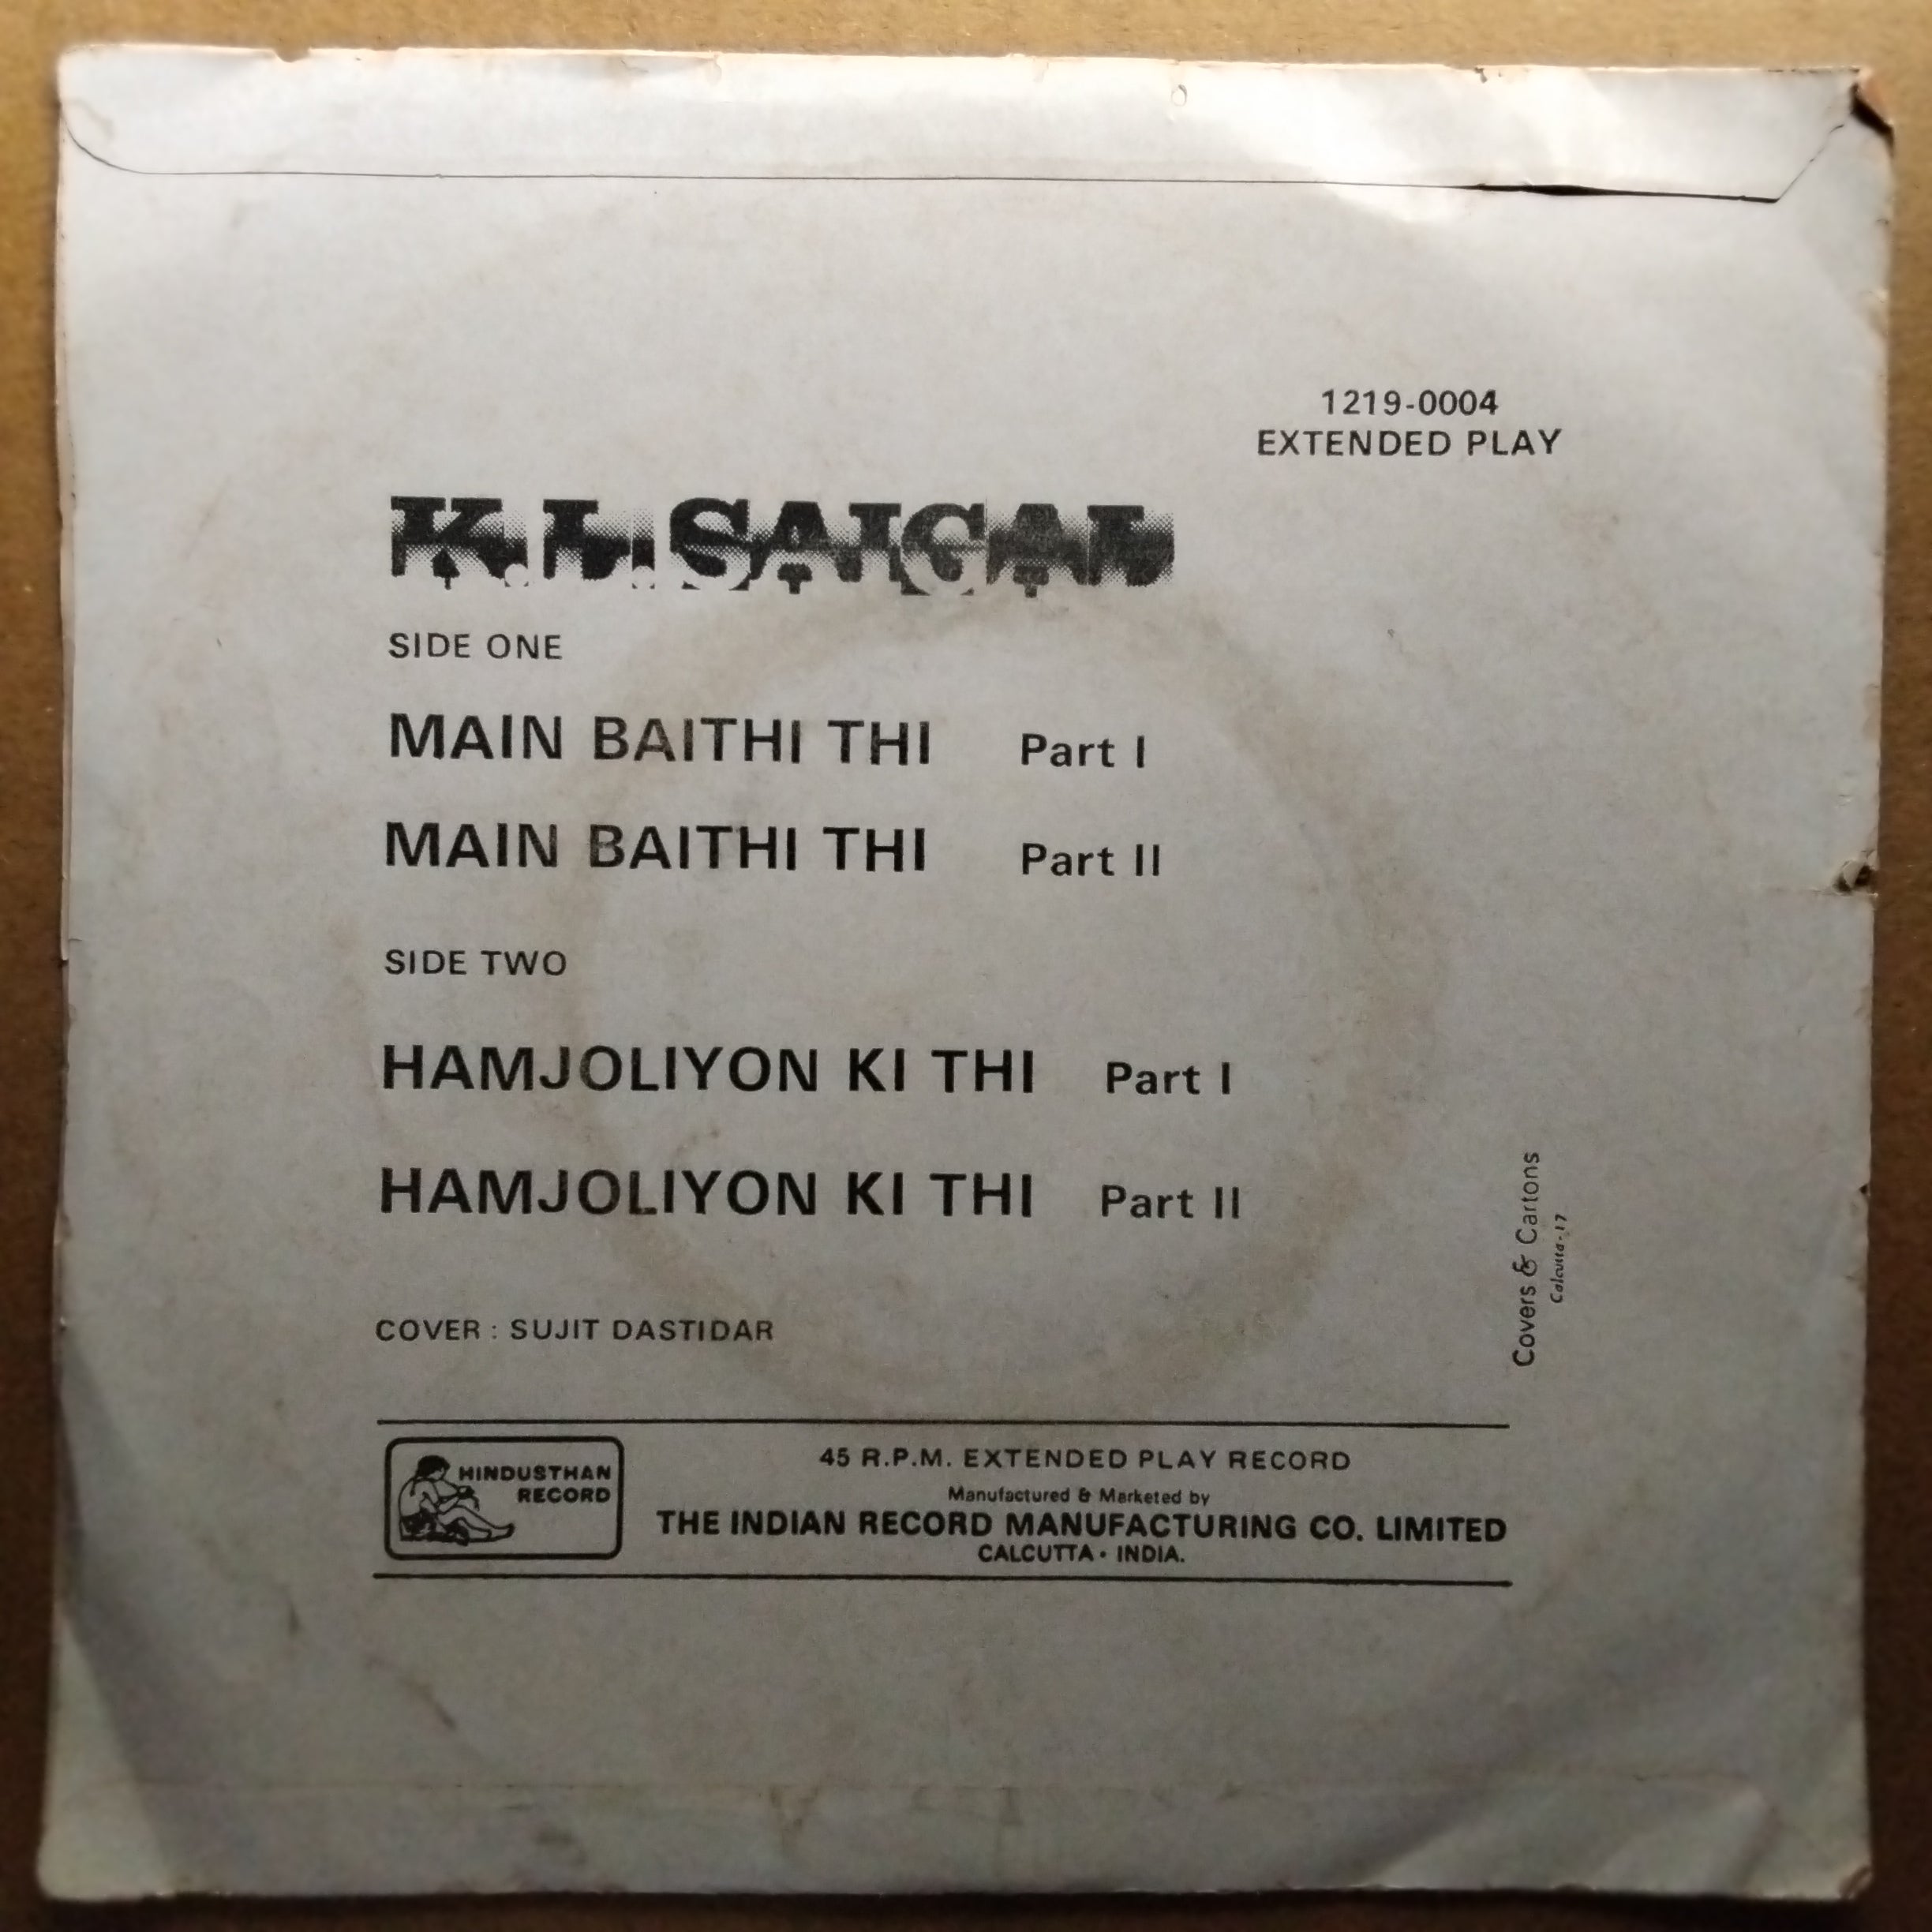 1219-0004
EXTENDED PLAY
K.L.SAIGAL
SIDE ONE
MAIN BAITHI THI Part I
MAIN BAITHI THI Part II
SIDE TWO
HAMJOLIYON KI THI Part I
HAMJOLIYON KI THI Part II
Covers & Cartons
Calcutta-17
COVER : SUJIT DASTIDAR
HINDUSTHAN
RECORD
45 R.P.M. EXTENDED PLAY RECORD
Manufactured & Marketed by
THE INDIAN RECORD MANUFACTURING CO. LIMITED
CALCUTTA • INDIA.